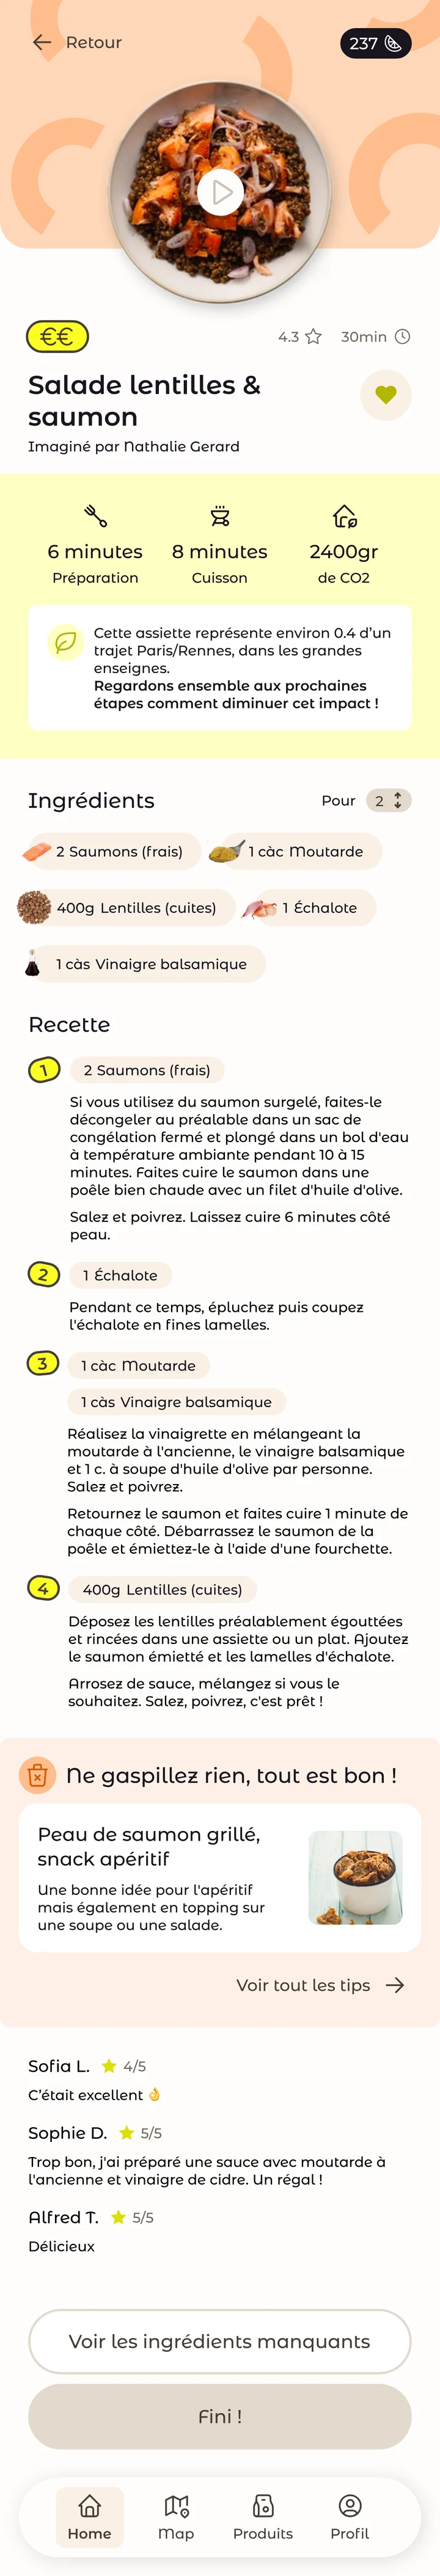 Retour
237
€€
4.3
30min
Salade lentilles &
saumon
Imaginé par Nathalie Gerard
6 minutes
Préparation
8 minutes
Cuisson
2400gr
de CO2
Cette assiette représente environ 0.4 d'un
trajet Paris/Rennes, dans les grandes
enseignes.
Regardons ensemble aux prochaines
étapes comment diminuer cet impact !
Ingrédients
Pour 2
2 Saumons (frais)
1 càc Moutarde
400g Lentilles (cuites)
1 Échalote
1 càs Vinaigre balsamique
Recette
1
2 Saumons (frais)
Si vous utilisez du saumon surgelé, faites-le
décongeler au préalable dans un sac de
congélation fermé et plongé dans un bol d'eau
à température ambiante pendant 10 à 15
minutes. Faites cuire le saumon dans une
poêle bien chaude avec un filet d'huile d'olive.
Salez et poivrez. Laissez cuire 6 minutes côté
peau.
2
1 Échalote
Pendant ce temps, épluchez puis coupez
l'échalote en fines lamelles.
3
1 càc Moutarde
1 càs Vinaigre balsamique
Réalisez la vinaigrette en mélangeant la
moutarde à l'ancienne, le vinaigre balsamique
et 1 c. à soupe d'huile d'olive par personne.
Salez et poivrez.
Retournez le saumon et faites cuire 1 minute de
chaque côté. Débarrassez le saumon de la
poêle et émiettez-le à l'aide d'une fourchette.
4
400g Lentilles (cuites)
Déposez les lentilles préalablement égouttées
et rincées dans une assiette ou un plat. Ajoutez
le saumon émietté et les lamelles d'échalote.
Arrosez de sauce, mélangez si vous le
souhaitez. Salez, poivrez, c'est prêt !
Ne gaspillez rien, tout est bon !
Peau de saumon grillé,
snack apéritif
Une bonne idée pour l'apéritif
mais également en topping sur
une soupe ou une salade.
Voir tout les tips
Sofia L. 4/5
C'était excellent 👌
Sophie D. 5/5
Trop bon, j'ai préparé une sauce avec moutarde à
l'ancienne et vinaigre de cidre. Un régal !
Alfred T. 5/5
Délicieux
Voir les ingrédients manquants
Fini !
Home
Map
Produits
Profil